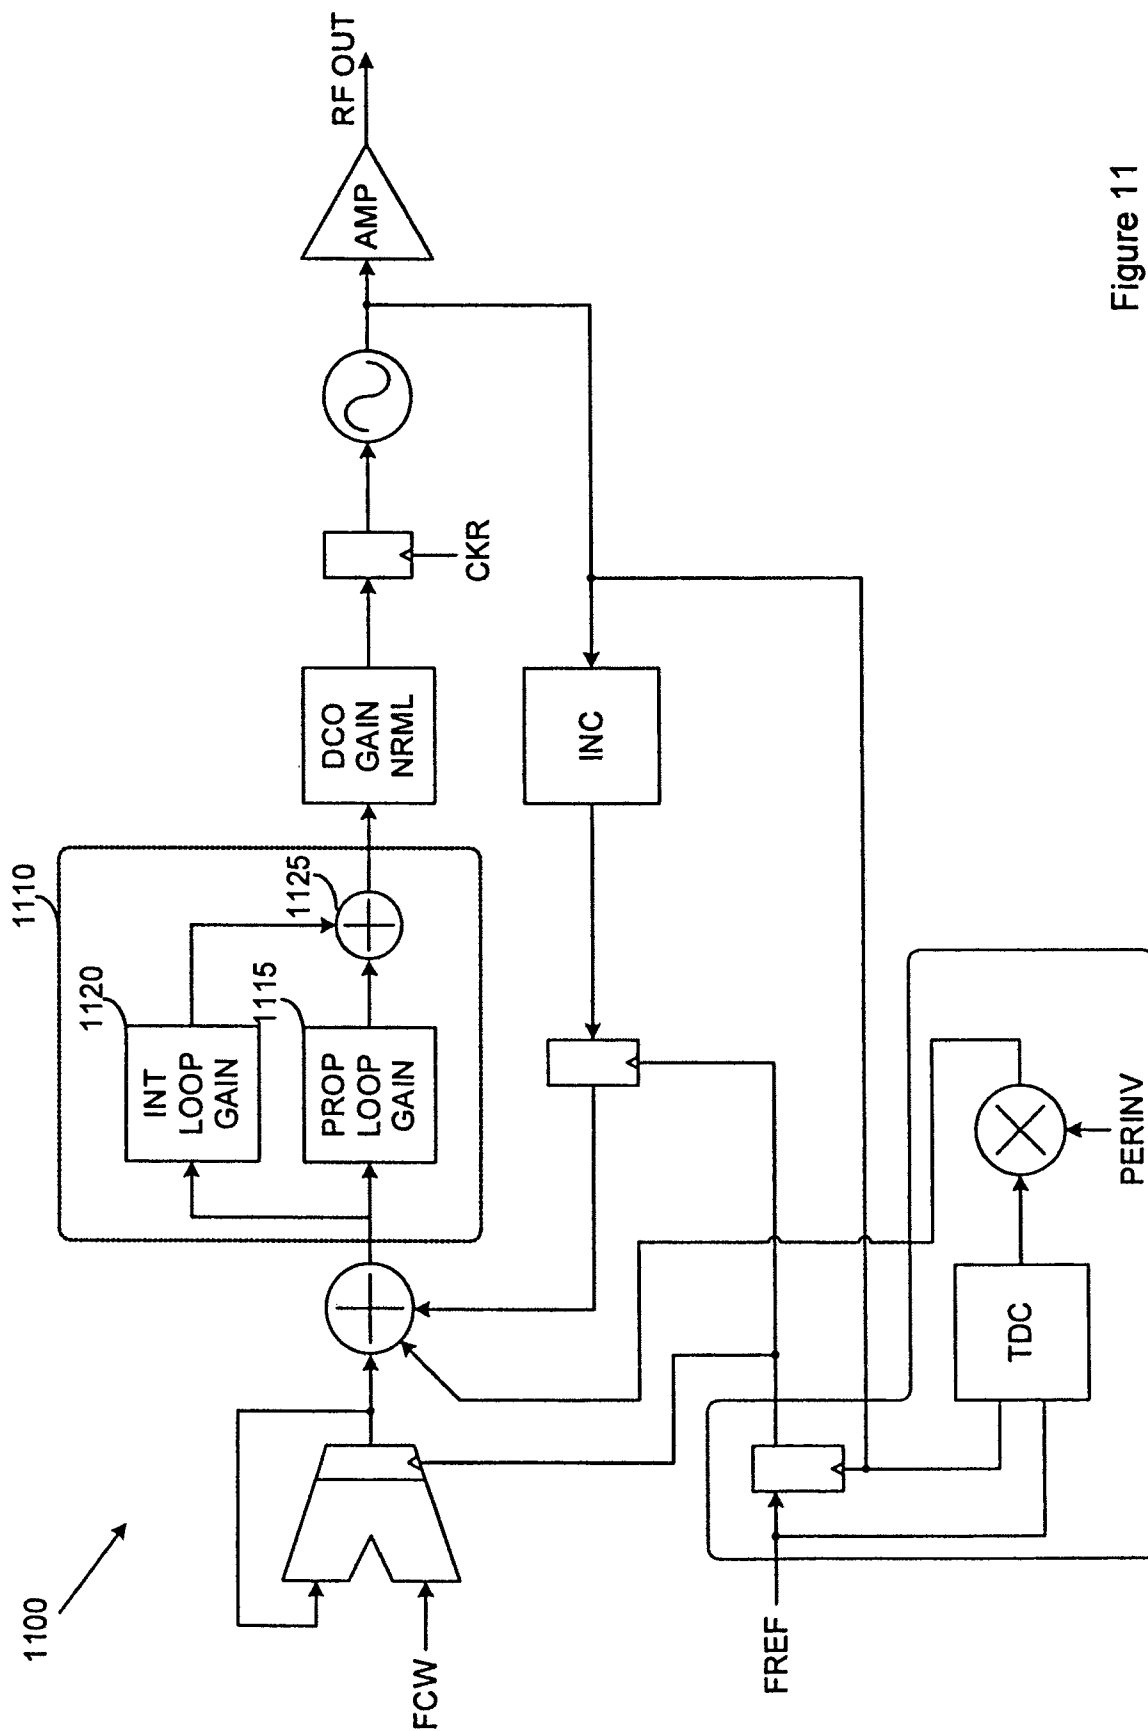 1100
1110
1120
INT
LOOP
GAIN
1115
PROP
LOOP
GAIN
1125
DCO
GAIN
NRML
CKR
AMP
RF OUT
FCW
INC
FREF
TDC
PERINV
Figure 11